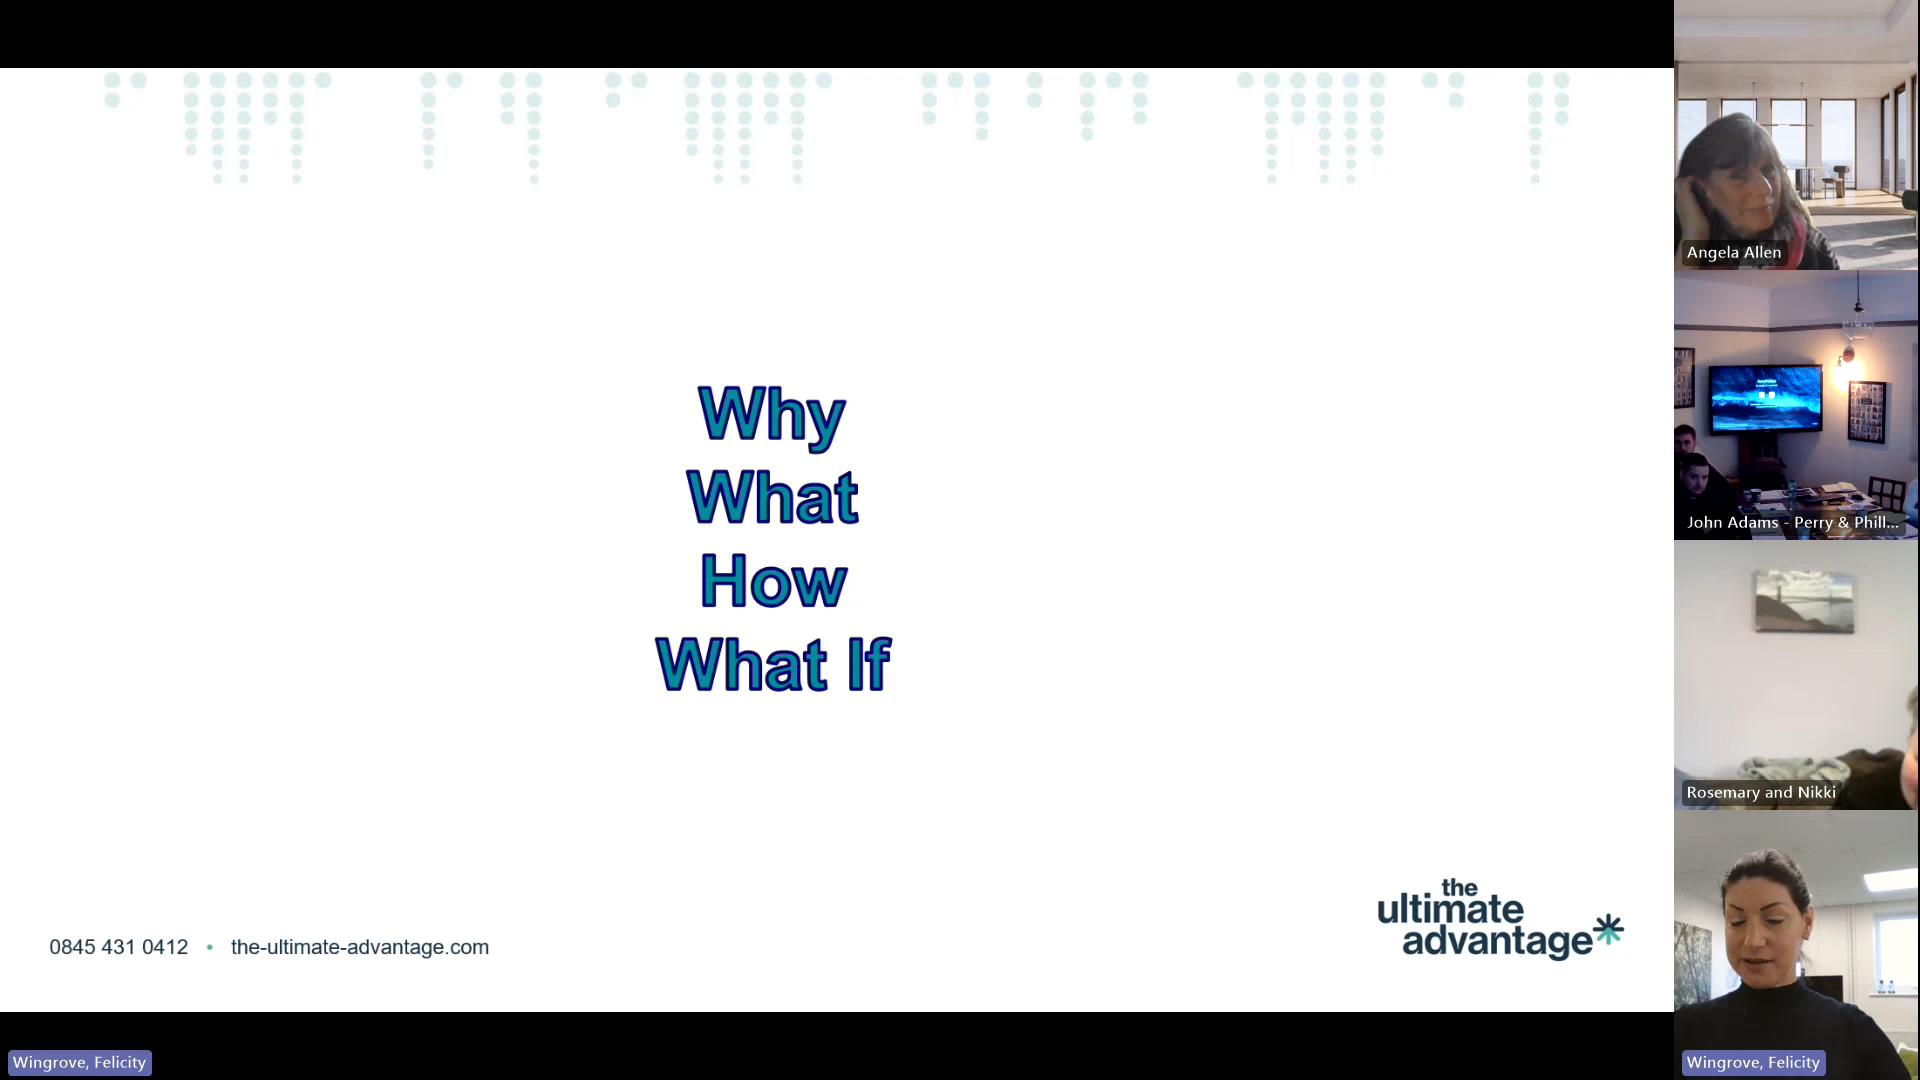 Why
What
How
What If
0845 431 0412 • the-ultimate-advantage.com
the
ultimate
advantage
Wingrove, Felicity
Angela Allen
John Adams - Perry & Phill...
Rosemary and Nikki
Wingrove, Felicity